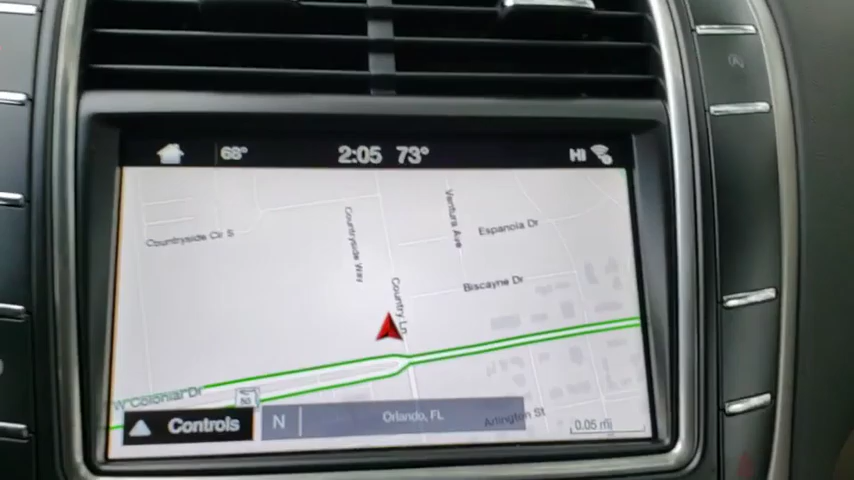 68° 2:05 73° HI
Countryside Cir S
Countryside Way
Ventura Ave
Espanola Dr
Country Ln
Biscayne Dr
W Colonial Dr
50
Controls
N
Orlando, FL
Arlington St
0.05 mi